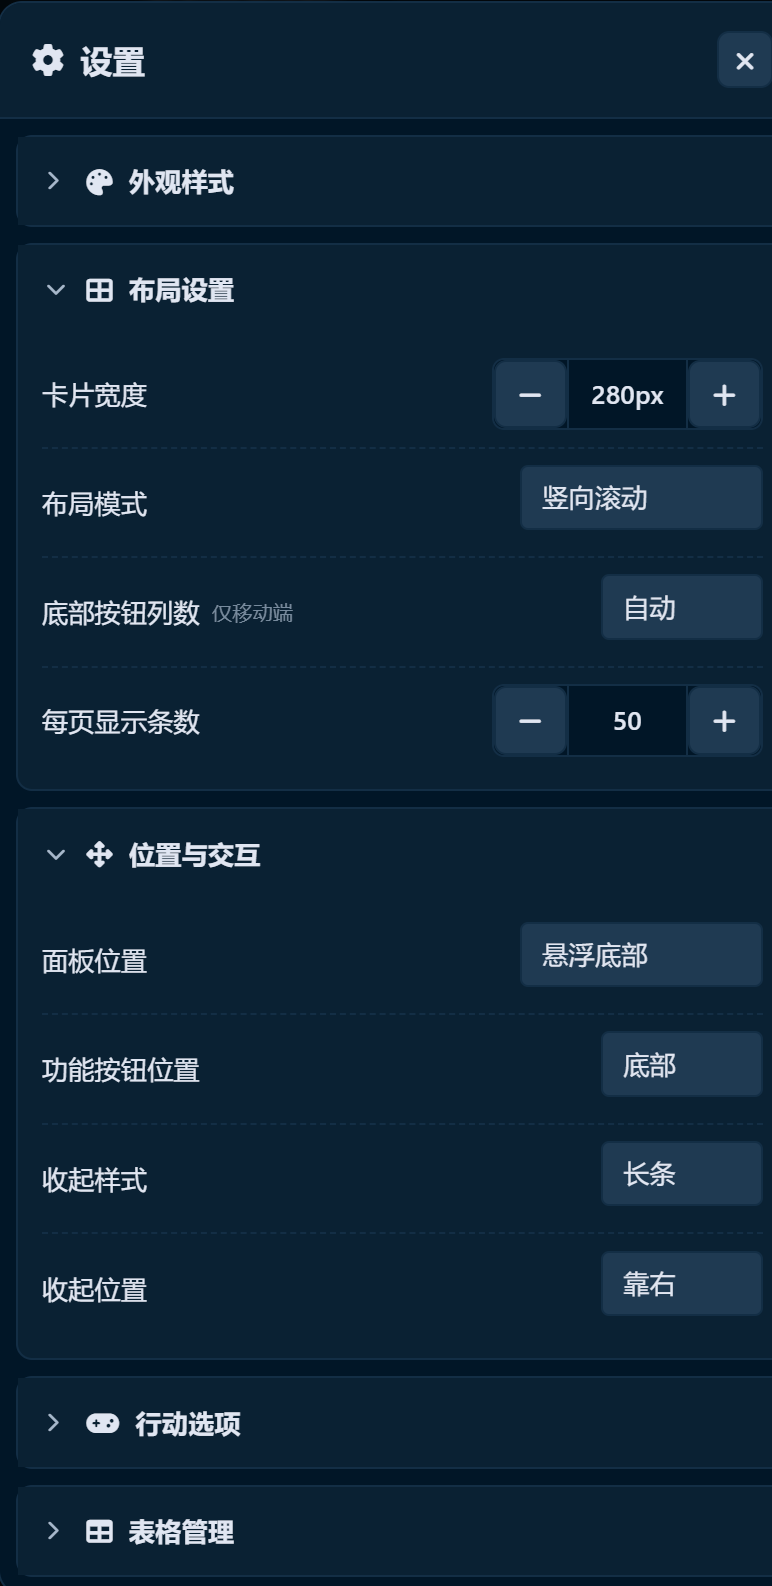 设置
外观样式
布局设置
卡片宽度
280px
布局模式
竖向滚动
底部按钮列数 仅移动端
自动
每页显示条数
50
位置与交互
面板位置
悬浮底部
功能按钮位置
底部
收起样式
长条
收起位置
靠右
行动选项
表格管理